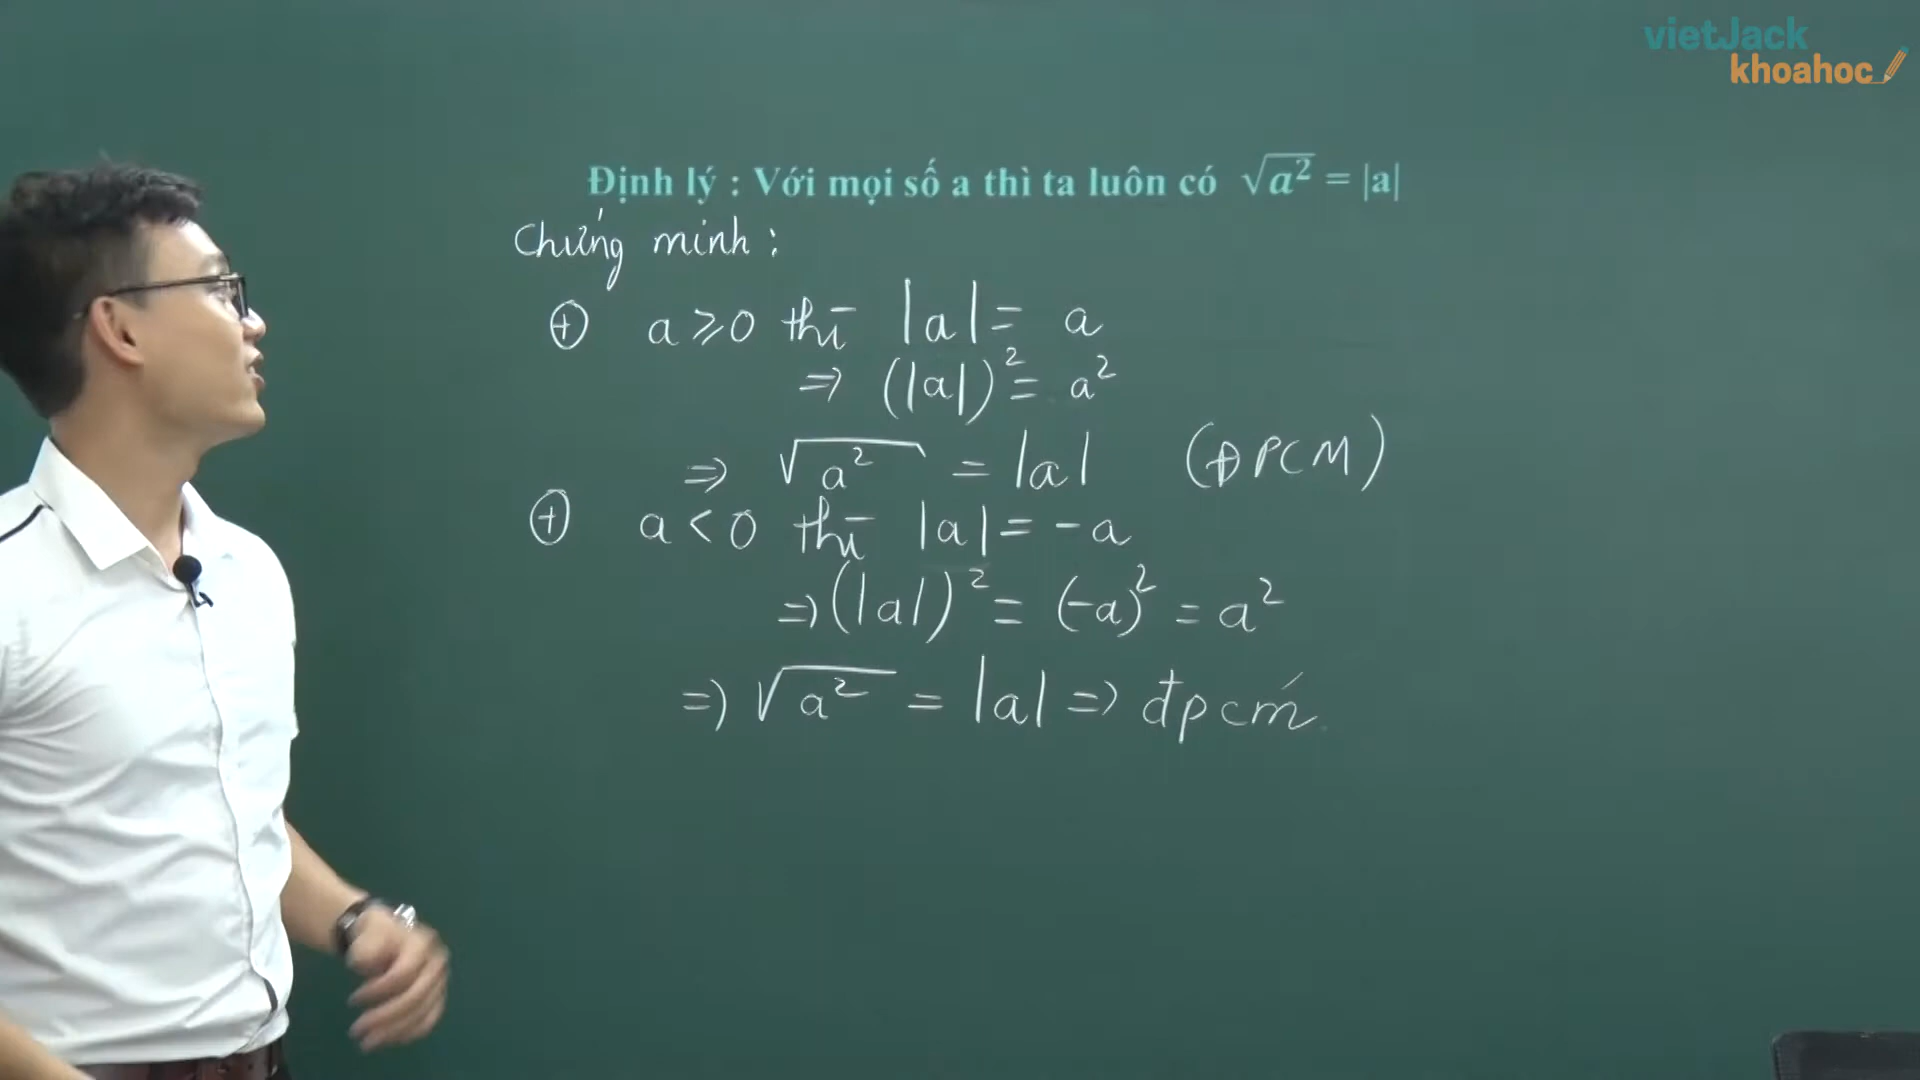 vietJack
khoahoc
Định lý : Với mọi số a thì ta luôn có √a² = |a|
Chứng minh :
⊕ a ≥ 0 thì |a| = a
⇒ (|a|)² = a²
⇒ √a² = |a| (ĐPCM)
⊕ a < 0 thì |a| = -a
⇒ (|a|)² = (-a)² = a²
⇒ √a² = |a| ⇒ đpcm